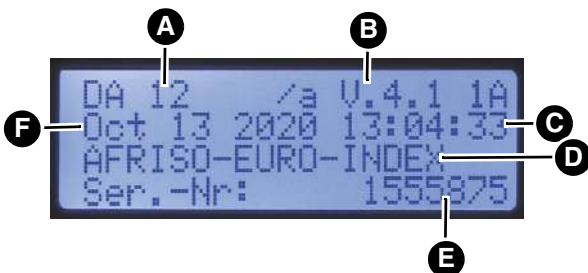 A
B
DA 12 /a V.4.1 1A
F
Oct 13 2020 13:04:33
C
AFRISO-EURO-INDEX
D
Ser.-Nr: 1555875
E